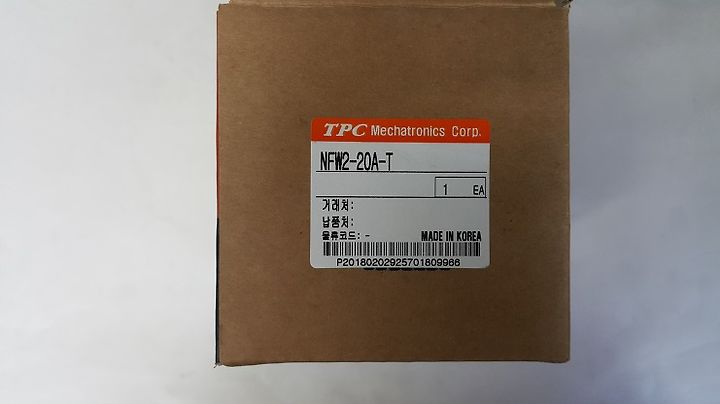 TPC Mechatronics Corp.
NFW2-20A-T
1 EA
거래처:
납품처:
물류코드: -
MADE IN KOREA
P20180202925701809966